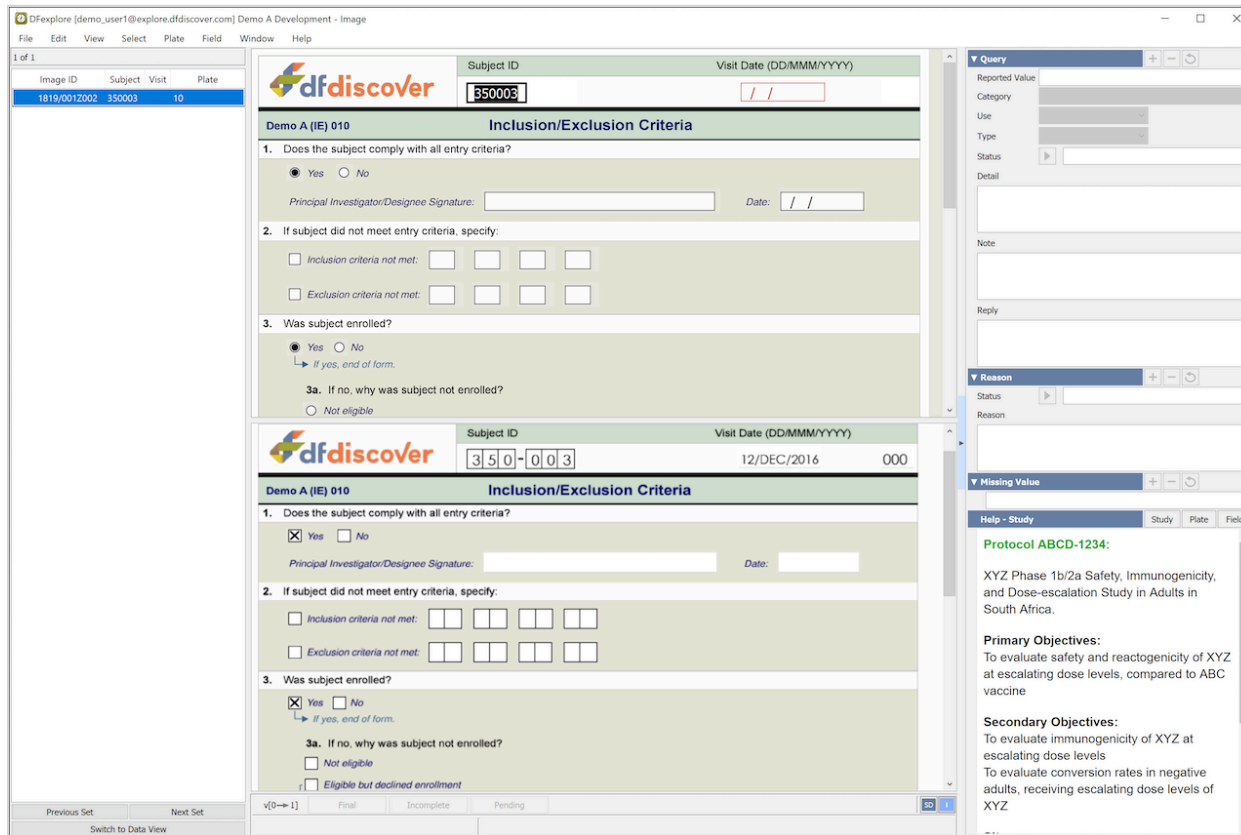 DFexplore [demo_user1@explore.dfdiscover.com] Demo A Development - Image
File Edit View Select Plate Field Window Help
1 of 1
Image ID Subject Visit Plate
1819/001Z002 350003 10
Previous Set Next Set
Switch to Data View
dfdiscover
Subject ID Visit Date (DD/MMM/YYYY)
350003 / /
Demo A (IE) 010 Inclusion/Exclusion Criteria
1. Does the subject comply with all entry criteria?
Yes No
Principal Investigator/Designee Signature: Date: / /
2. If subject did not meet entry criteria, specify:
Inclusion criteria not met:
Exclusion criteria not met:
3. Was subject enrolled?
Yes No
If yes, end of form.
3a. If no, why was subject not enrolled?
Not eligible
dfdiscover
Subject ID Visit Date (DD/MMM/YYYY)
350-003 12/DEC/2016 000
Demo A (IE) 010 Inclusion/Exclusion Criteria
1. Does the subject comply with all entry criteria?
Yes No
Principal Investigator/Designee Signature: Date:
2. If subject did not meet entry criteria, specify:
Inclusion criteria not met:
Exclusion criteria not met:
3. Was subject enrolled?
Yes No
If yes, end of form.
3a. If no, why was subject not enrolled?
Not eligible
Eligible but declined enrollment
Final Incomplete Pending
SD I
Query
Reported Value
Category
Use
Type
Status
Detail
Note
Reply
Reason
Status
Reason
Missing Value
Help - Study Study Plate
Protocol ABCD-1234:
XYZ Phase 1b/2a Safety, Immunogenicity,
and Dose-escalation Study in Adults in
South Africa.
Primary Objectives:
To evaluate safety and reactogenicity of XYZ
at escalating dose levels, compared to ABC
vaccine
Secondary Objectives:
To evaluate immunogenicity of XYZ at
escalating dose levels
To evaluate conversion rates in negative
adults, receiving escalating dose levels of
XYZ